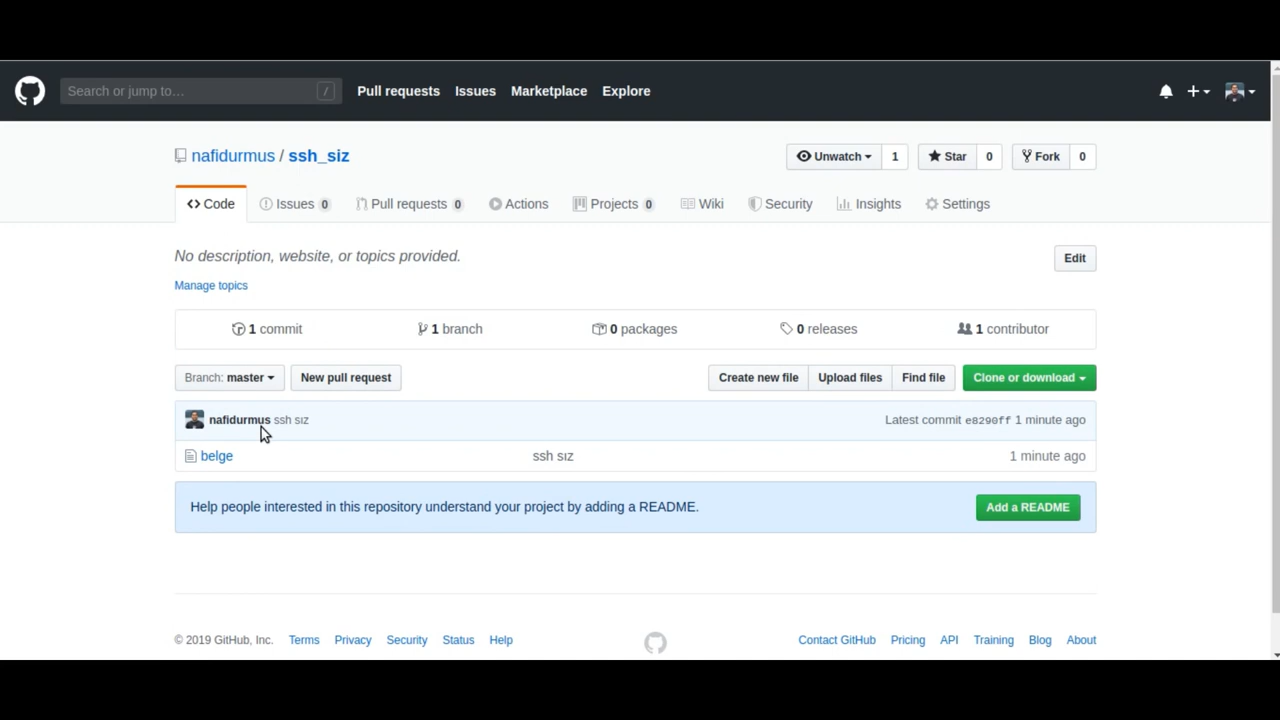 Search or jump to… /
Pull requests Issues Marketplace Explore
nafidurmus / ssh_siz
Unwatch 1 Star 0 Fork 0
Code Issues 0 Pull requests 0 Actions Projects 0 Wiki Security Insights Settings
No description, website, or topics provided.
Edit
Manage topics
1 commit 1 branch 0 packages 0 releases 1 contributor
Branch: master New pull request Create new file Upload files Find file Clone or download
nafidurmus ssh sız Latest commit e8290ff 1 minute ago
belge ssh sız 1 minute ago
Help people interested in this repository understand your project by adding a README. Add a README
© 2019 GitHub, Inc. Terms Privacy Security Status Help Contact GitHub Pricing API Training Blog About